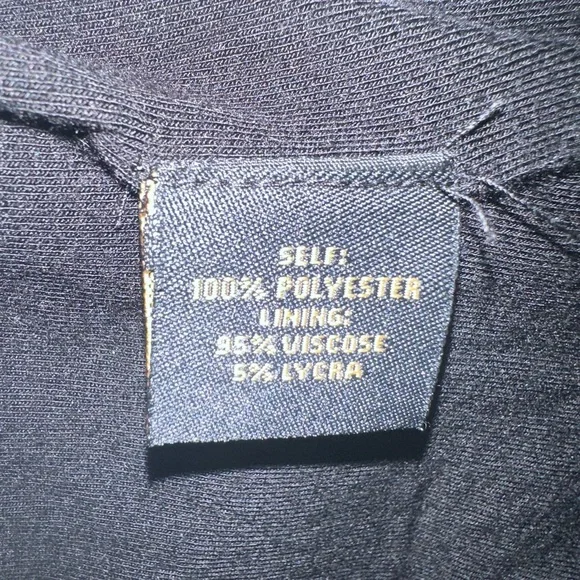 SELF:
100% POLYESTER
LINING:
95% VISCOSE
5% LYCRA